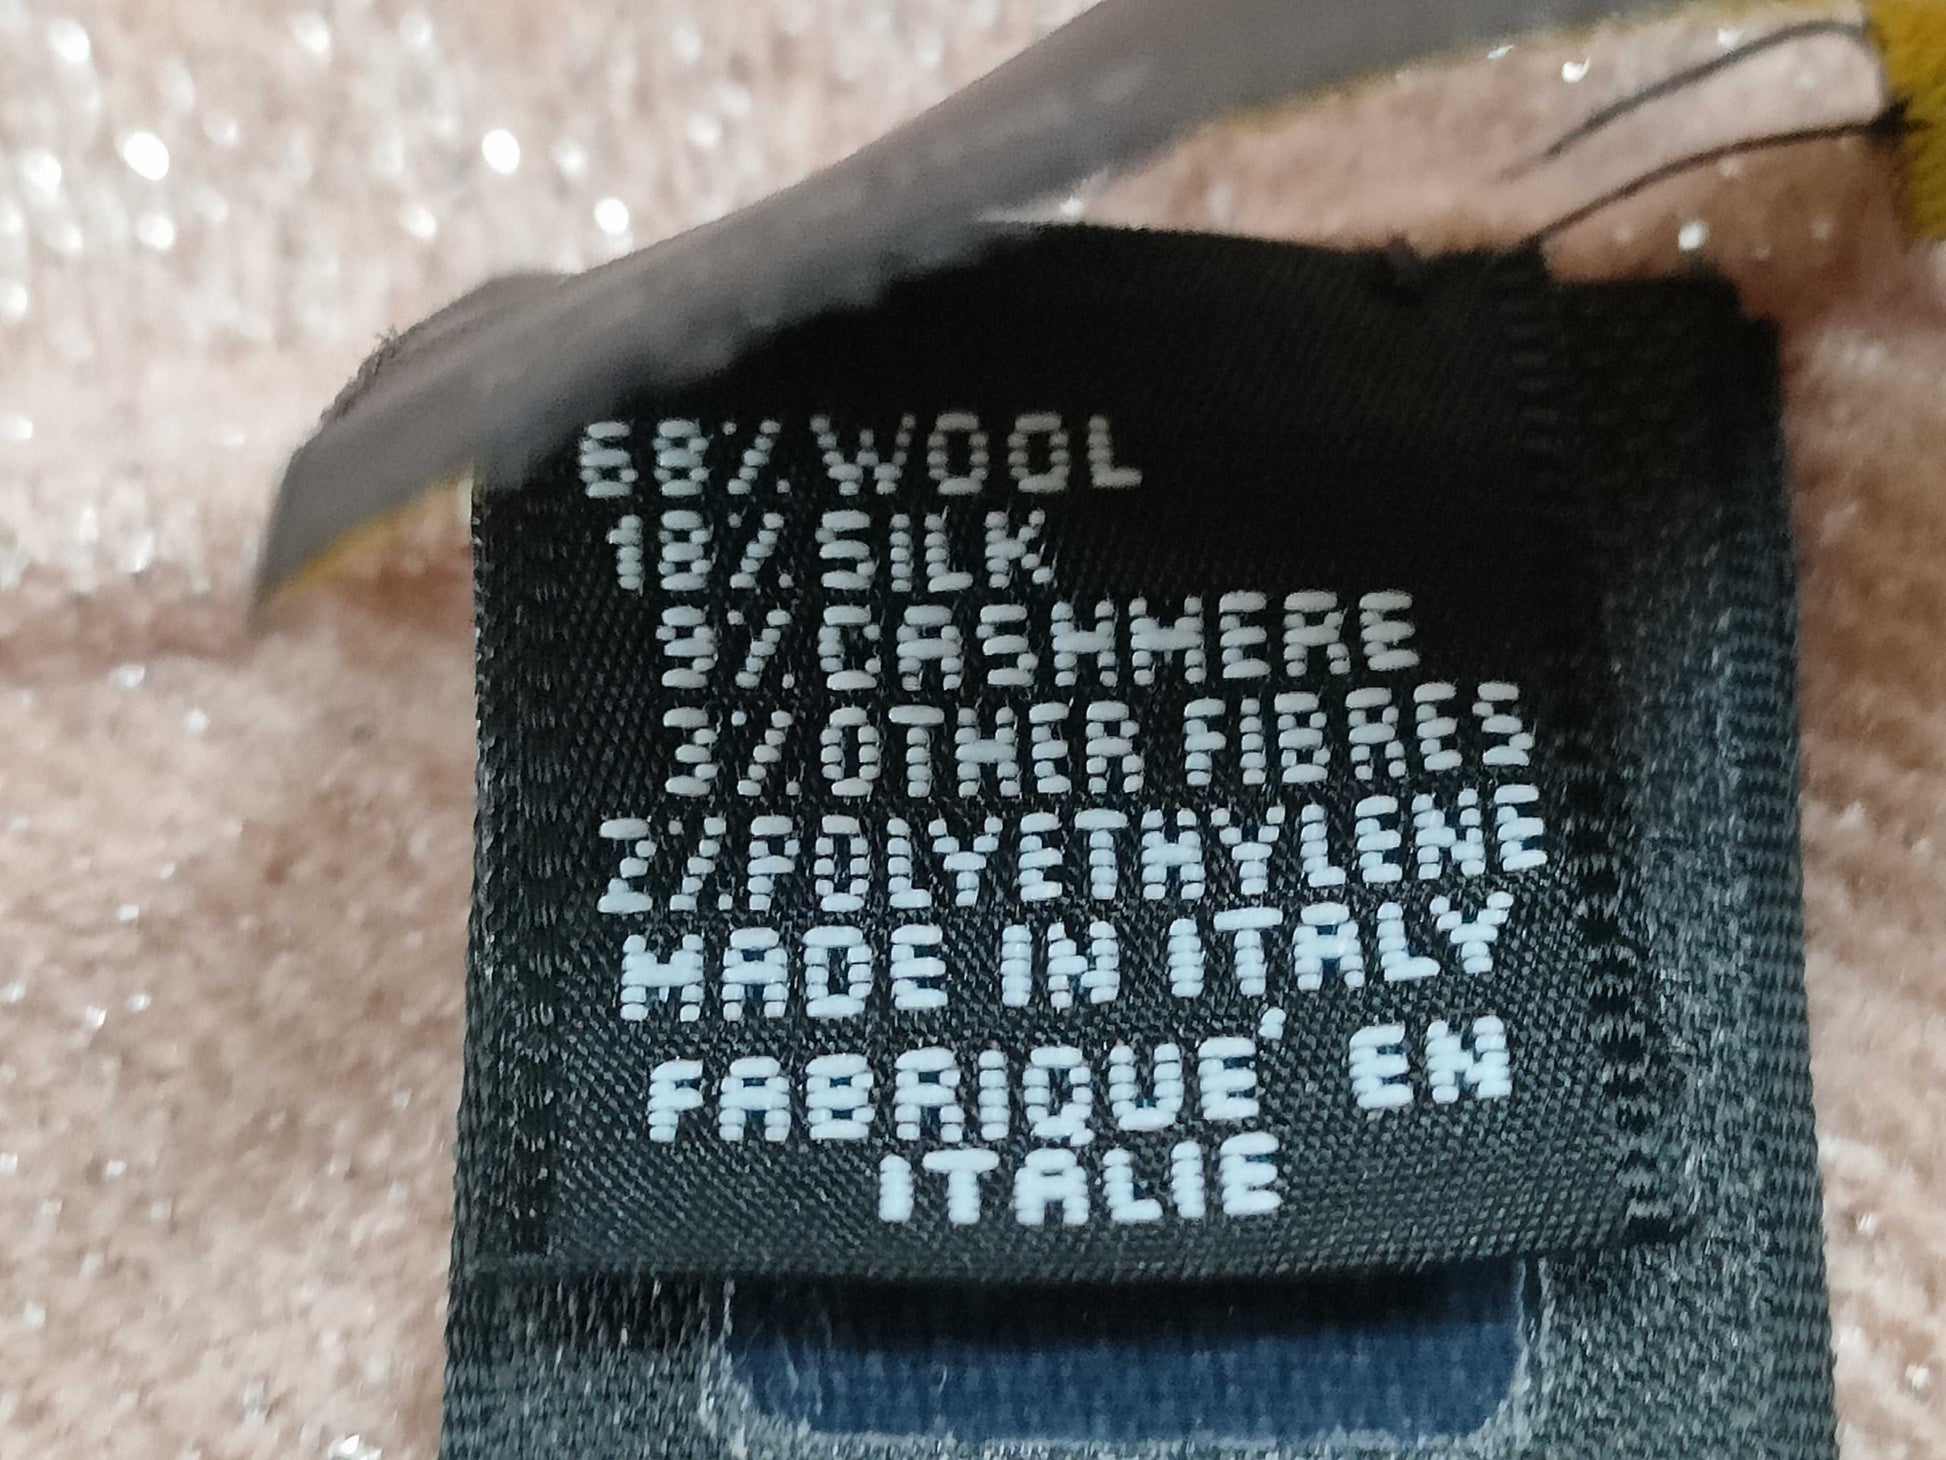 68% WOOL
18% SILK
9% CASHMERE
3% OTHER FIBRES
2% POLYETHYLENE
MADE IN ITALY
FABRIQUE' EN
ITALIE